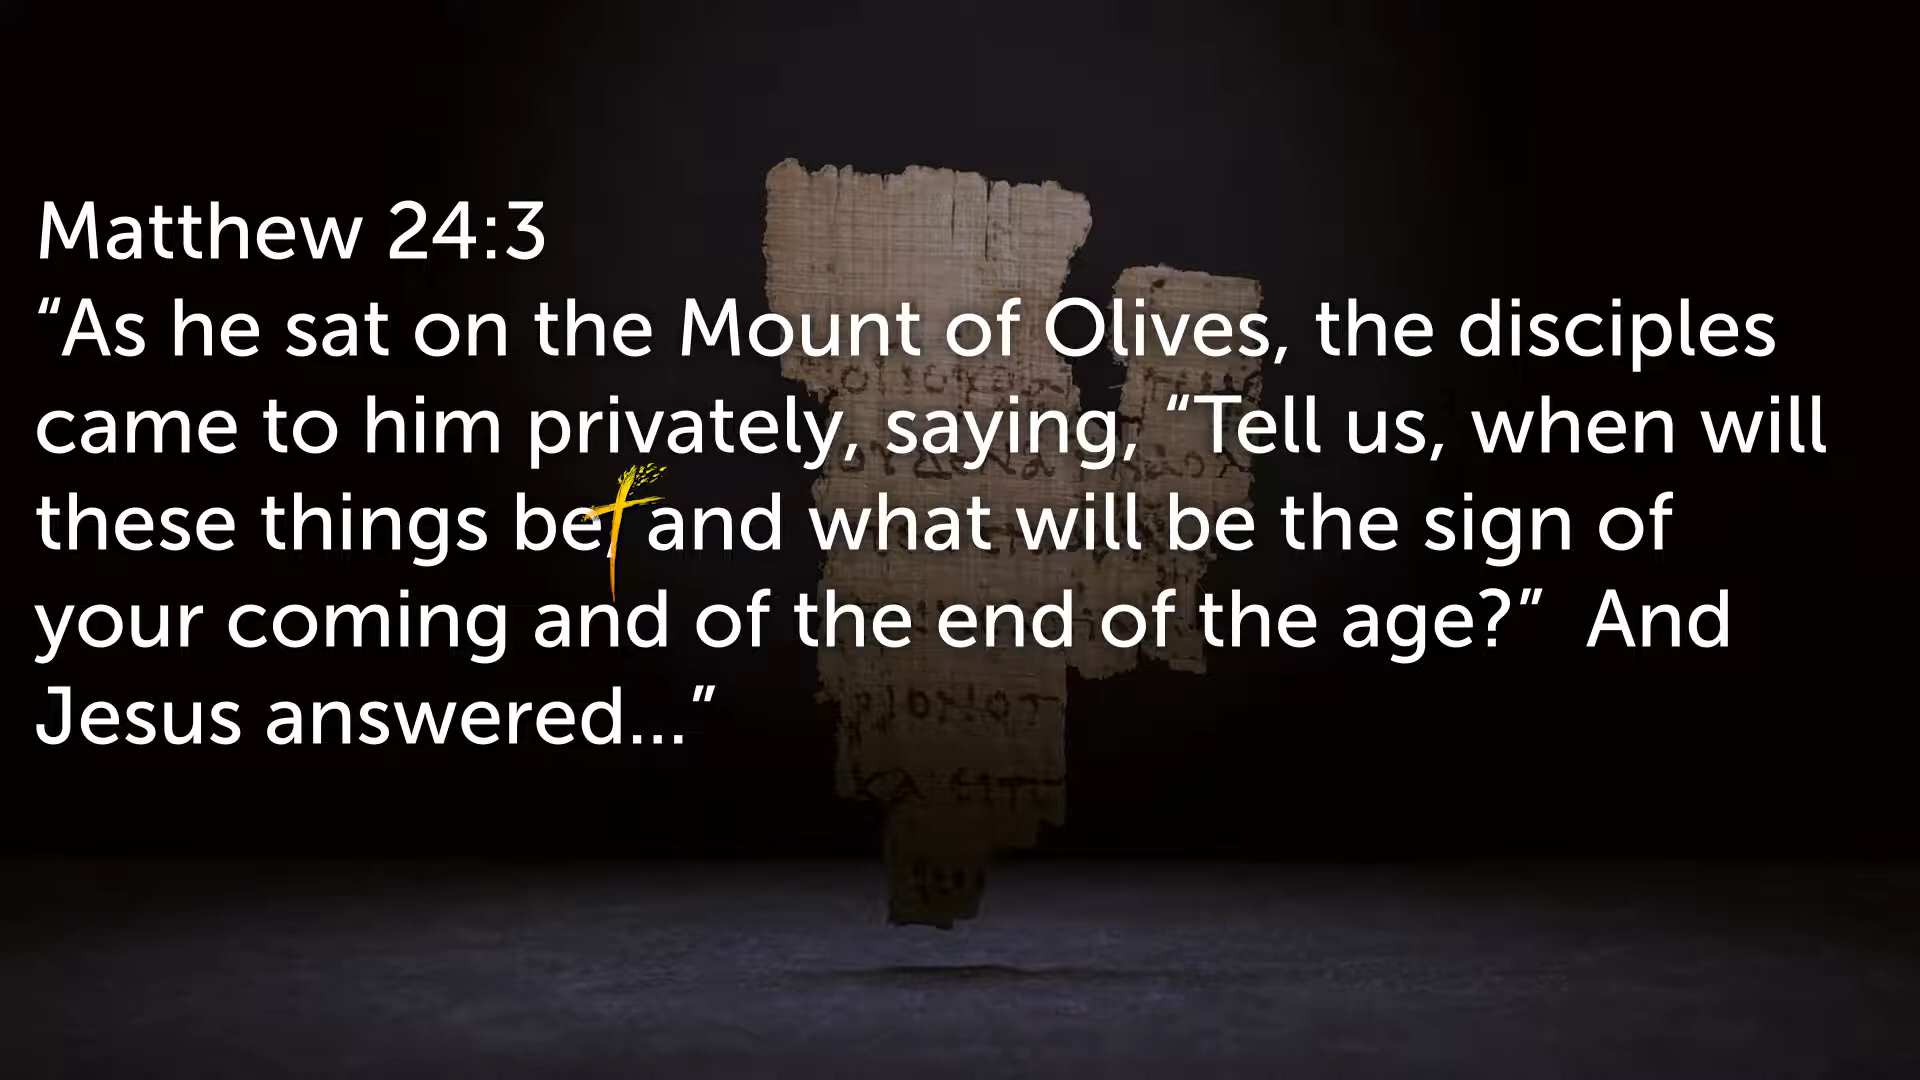 Matthew 24:3
“As he sat on the Mount of Olives, the disciples
came to him privately, saying, “Tell us, when will
these things be, and what will be the sign of
your coming and of the end of the age?”  And
Jesus answered...”